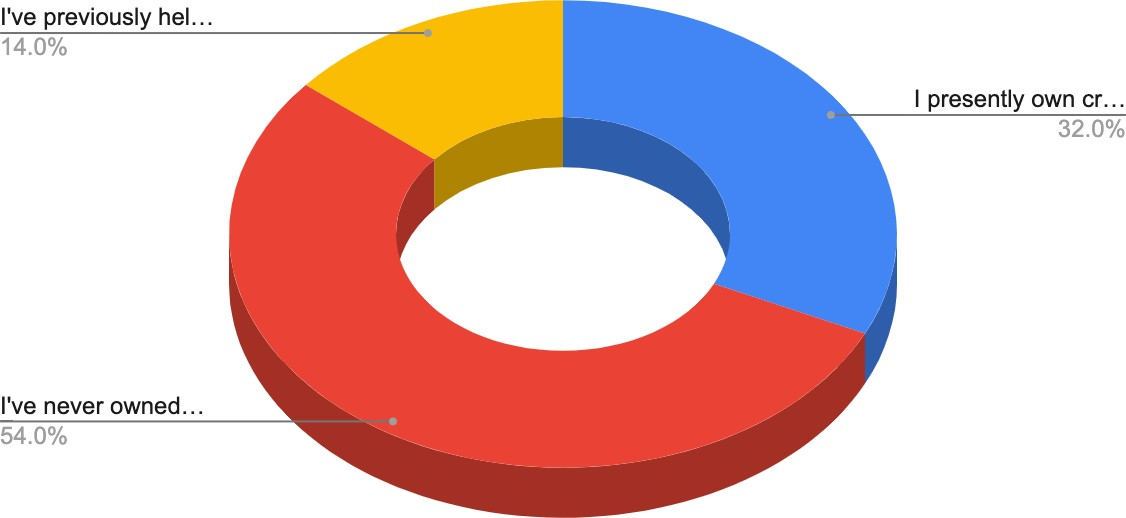 I've previously hel…
14.0%
I presently own cr…
32.0%
I've never owned…
54.0%